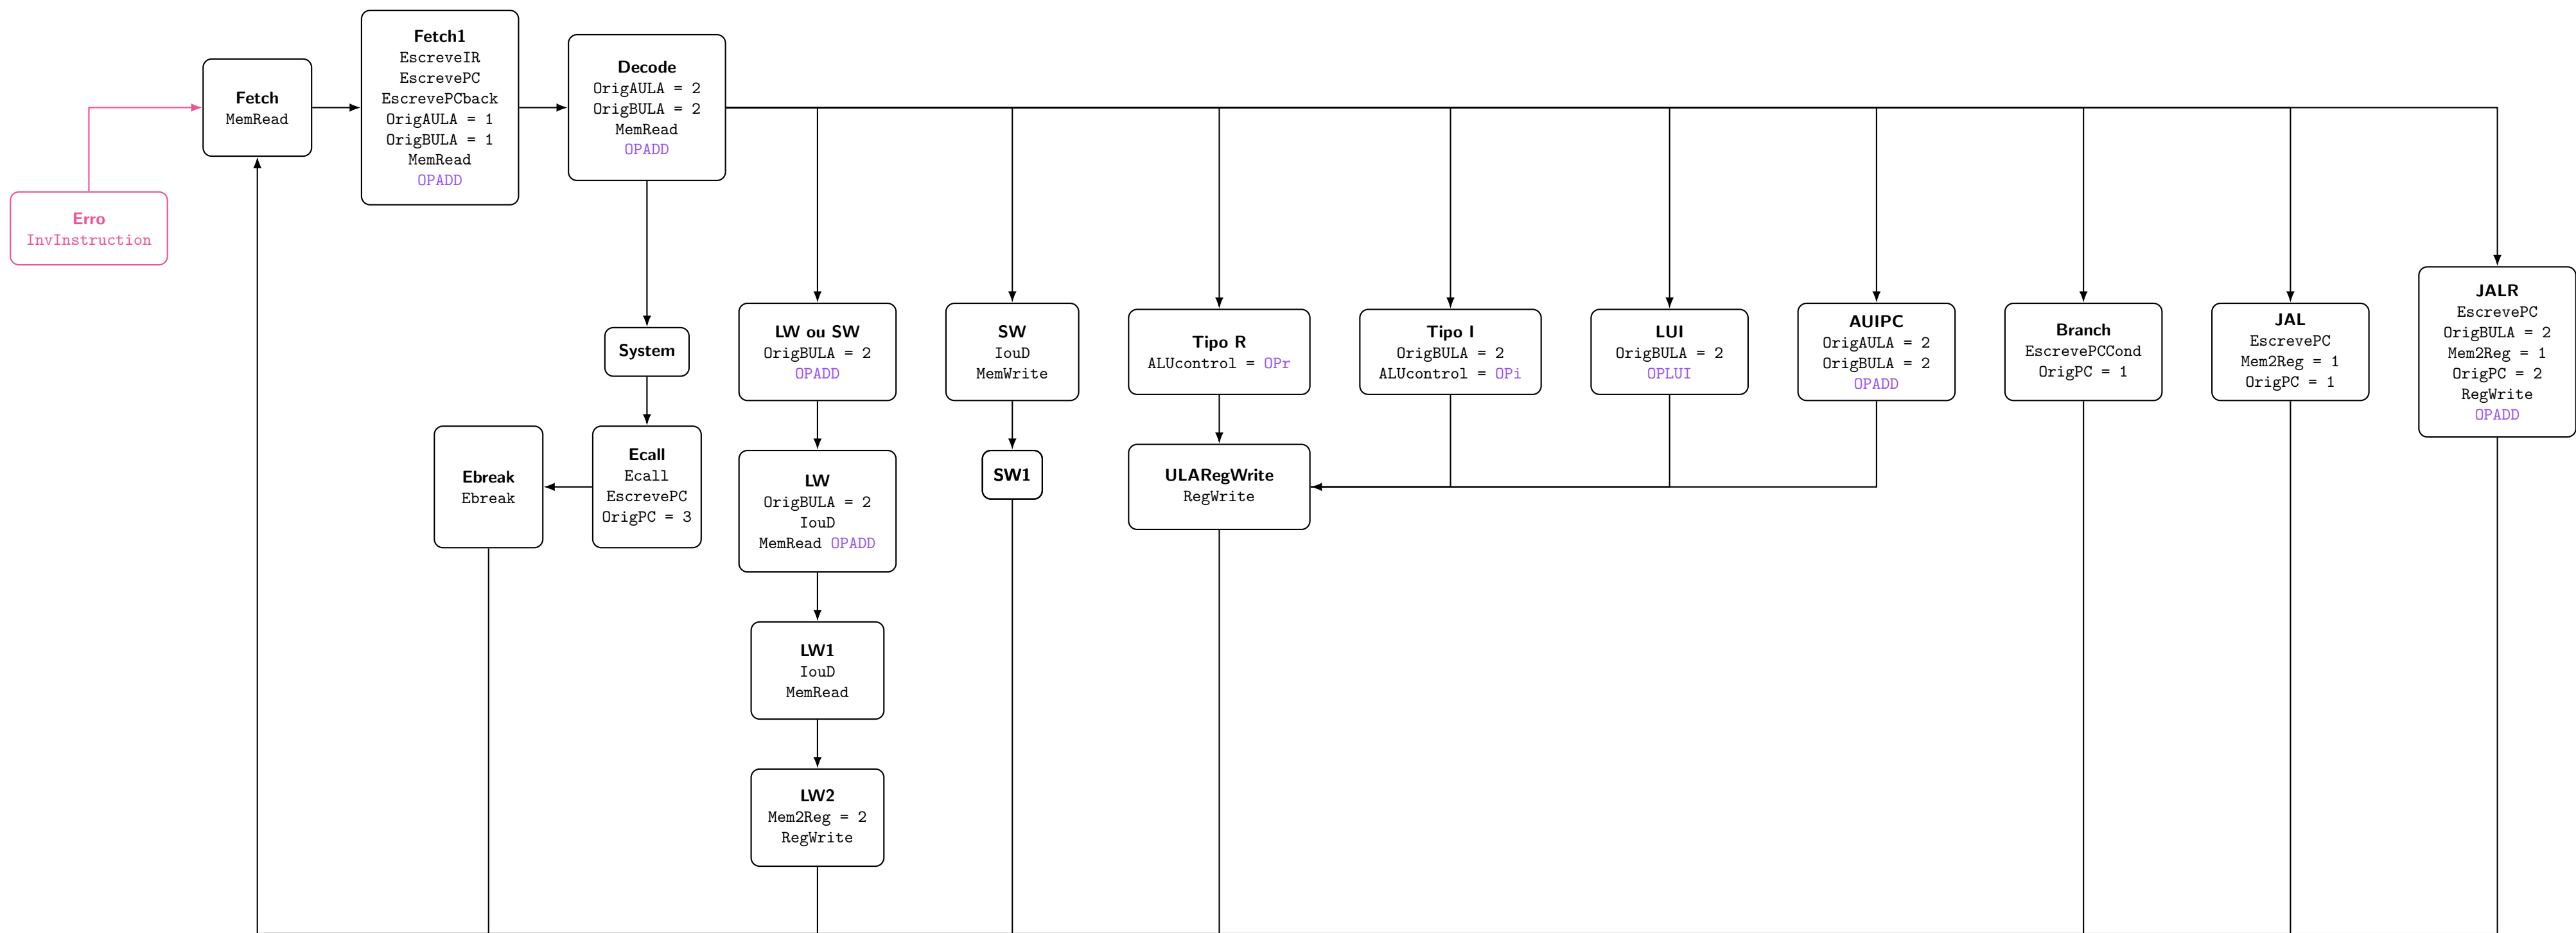 Fetch
MemRead
Fetch1
EscreveIR
EscrevePC
EscrevePCback
OrigAULA = 1
OrigBULA = 1
MemRead
OPADD
Decode
OrigAULA = 2
OrigBULA = 2
MemRead
OPADD
Erro
InvInstruction
System
Ecall
Ecall
EscrevePC
OrigPC = 3
Ebreak
Ebreak
LW ou SW
OrigBULA = 2
OPADD
LW
OrigBULA = 2
IouD
MemRead OPADD
LW1
IouD
MemRead
LW2
Mem2Reg = 2
RegWrite
SW
IouD
MemWrite
SW1
Tipo R
ALUcontrol = OPr
ULARegWrite
RegWrite
Tipo I
OrigBULA = 2
ALUcontrol = OPi
LUI
OrigBULA = 2
OPLUI
AUIPC
OrigAULA = 2
OrigBULA = 2
OPADD
Branch
EscrevePCCond
OrigPC = 1
JAL
EscrevePC
Mem2Reg = 1
OrigPC = 1
JALR
EscrevePC
OrigBULA = 2
Mem2Reg = 1
OrigPC = 2
RegWrite
OPADD